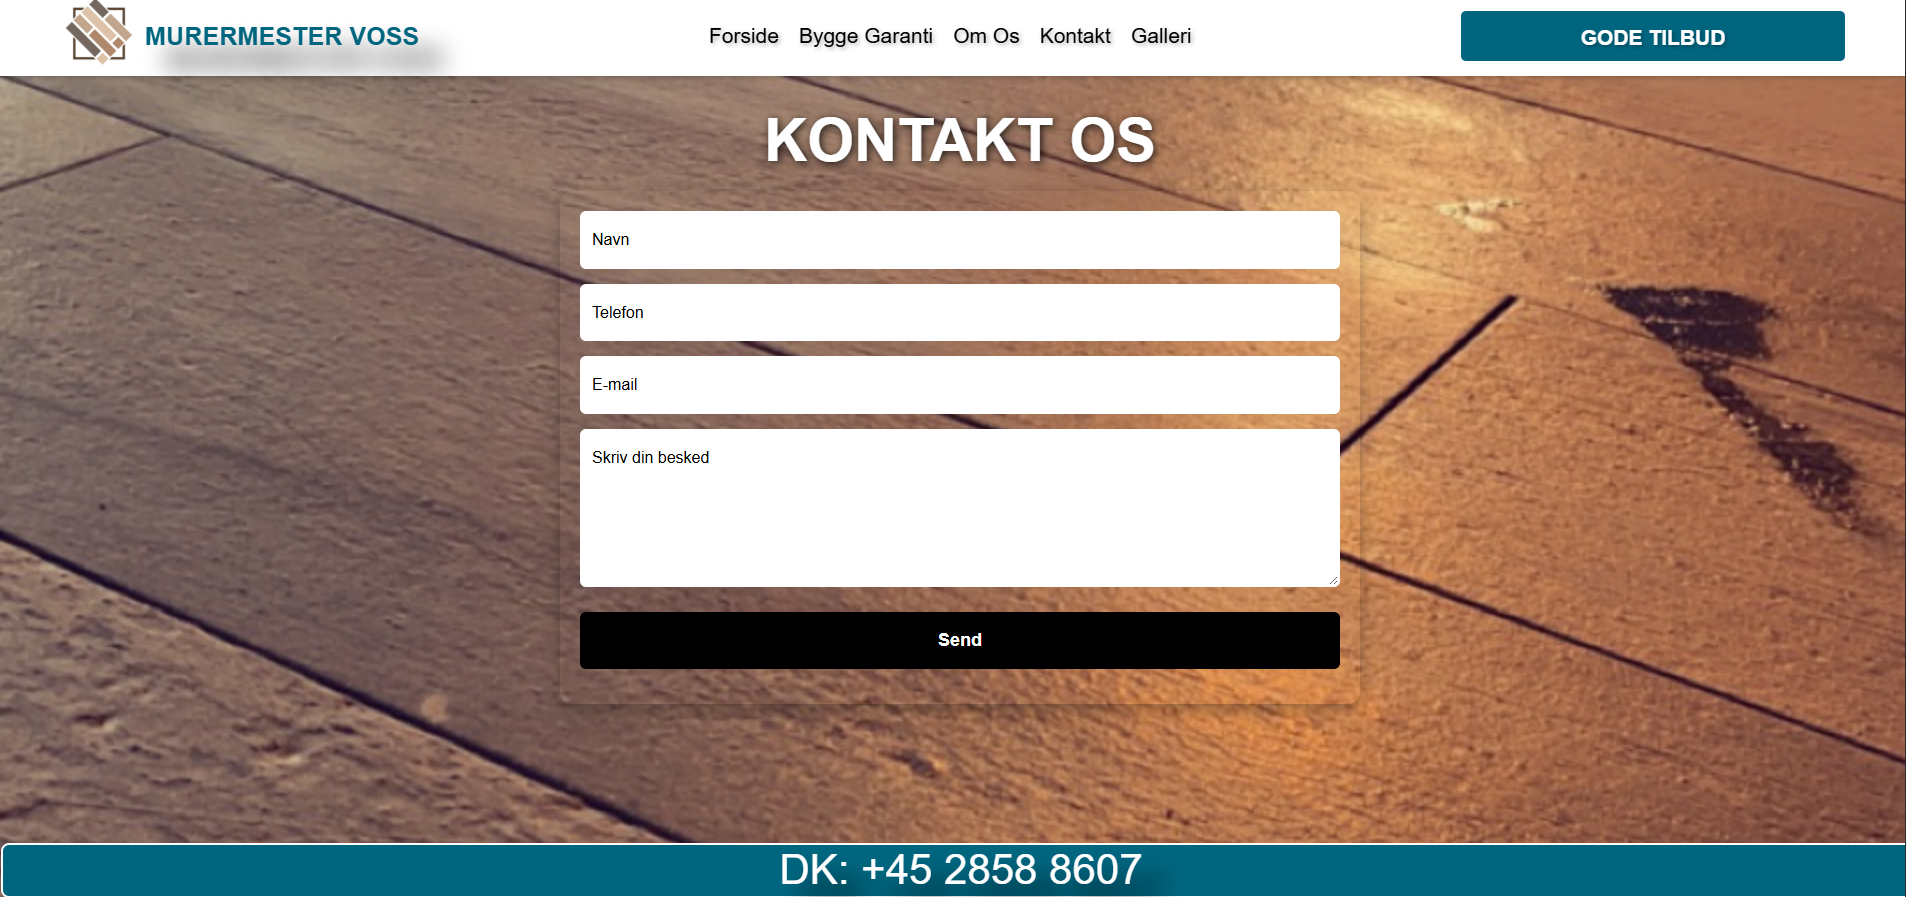 MURERMESTER VOSS
Forside Bygge Garanti Om Os Kontakt Galleri
GODE TILBUD
KONTAKT OS
Navn
Telefon
E-mail
Skriv din besked
Send
DK: +45 2858 8607